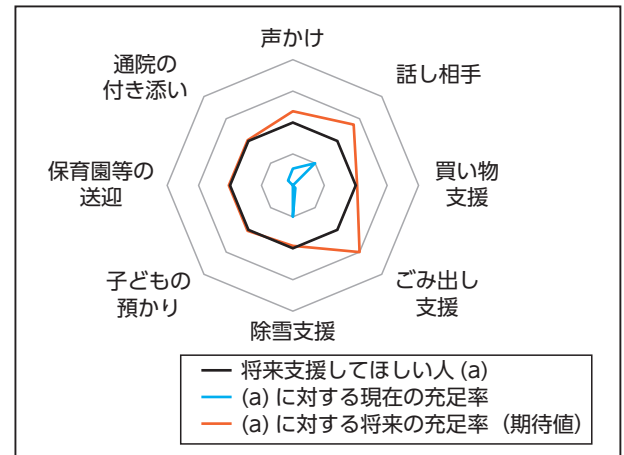 声かけ
話し相手
買い物
支援
ごみ出し
支援
除雪支援
子どもの
預かり
保育園等の
送迎
通院の
付き添い
将来支援してほしい人 (a)
(a) に対する現在の充足率
(a) に対する将来の充足率（期待値）